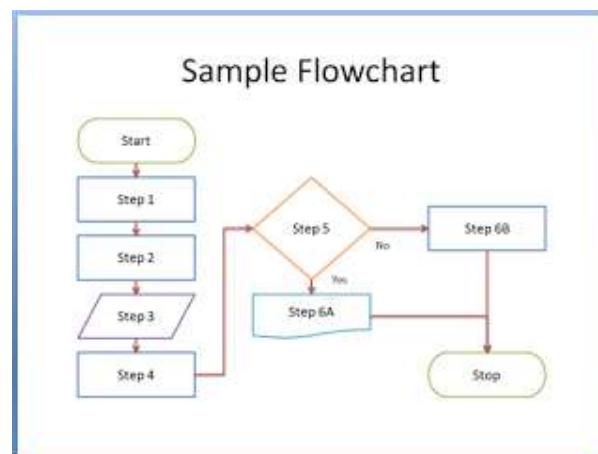 Sample Flowchart
Start
Step 1
Step 2
Step 3
Step 4
Step 5
No
Yes
Step 6A
Step 6B
Stop